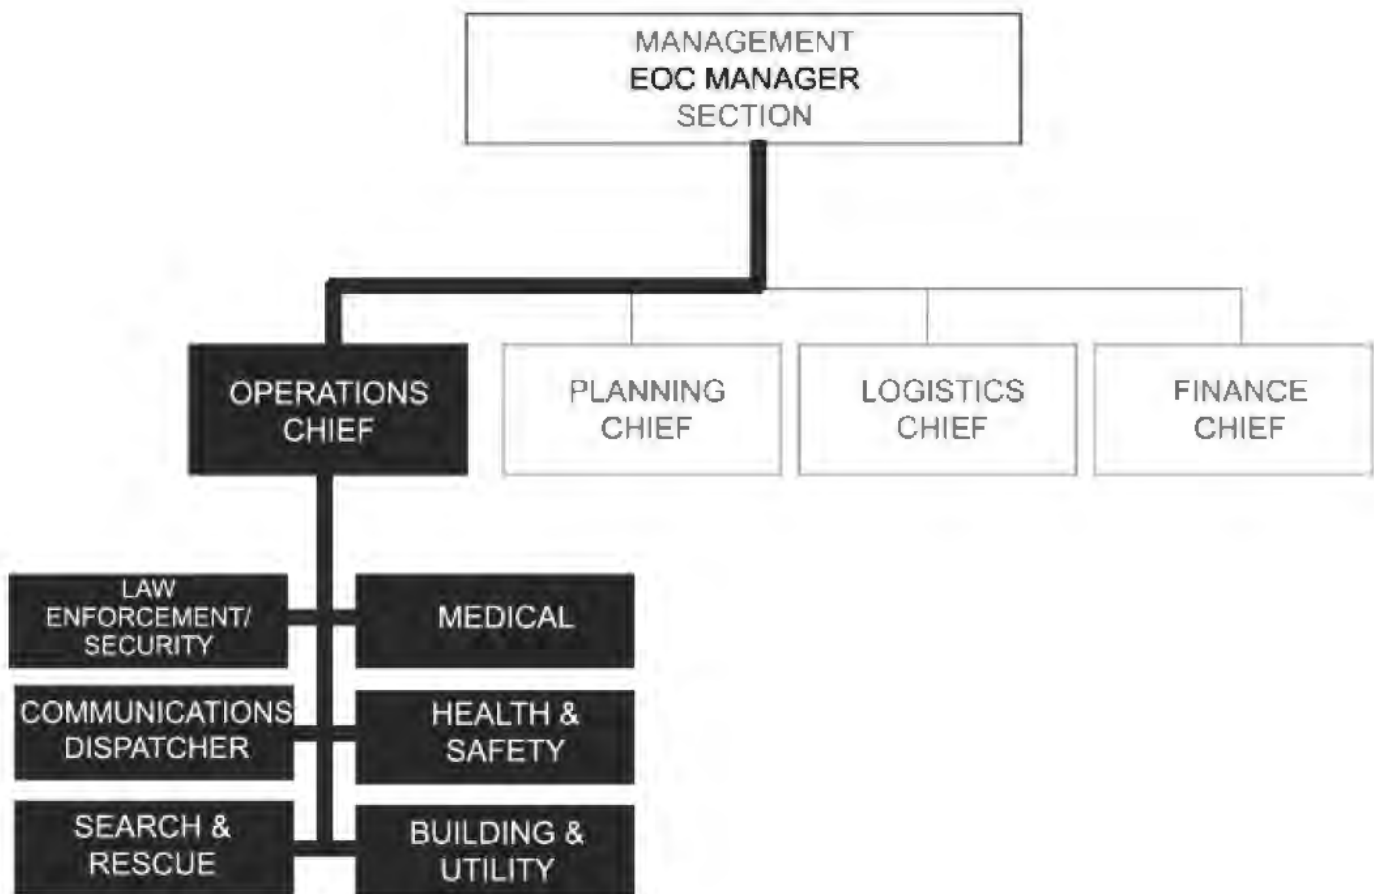 MANAGEMENT
EOC MANAGER
SECTION
OPERATIONS
CHIEF
PLANNING
CHIEF
LOGISTICS
CHIEF
FINANCE
CHIEF
LAW
ENFORCEMENT/
SECURITY
MEDICAL
COMMUNICATIONS
DISPATCHER
HEALTH &
SAFETY
SEARCH &
RESCUE
BUILDING &
UTILITY